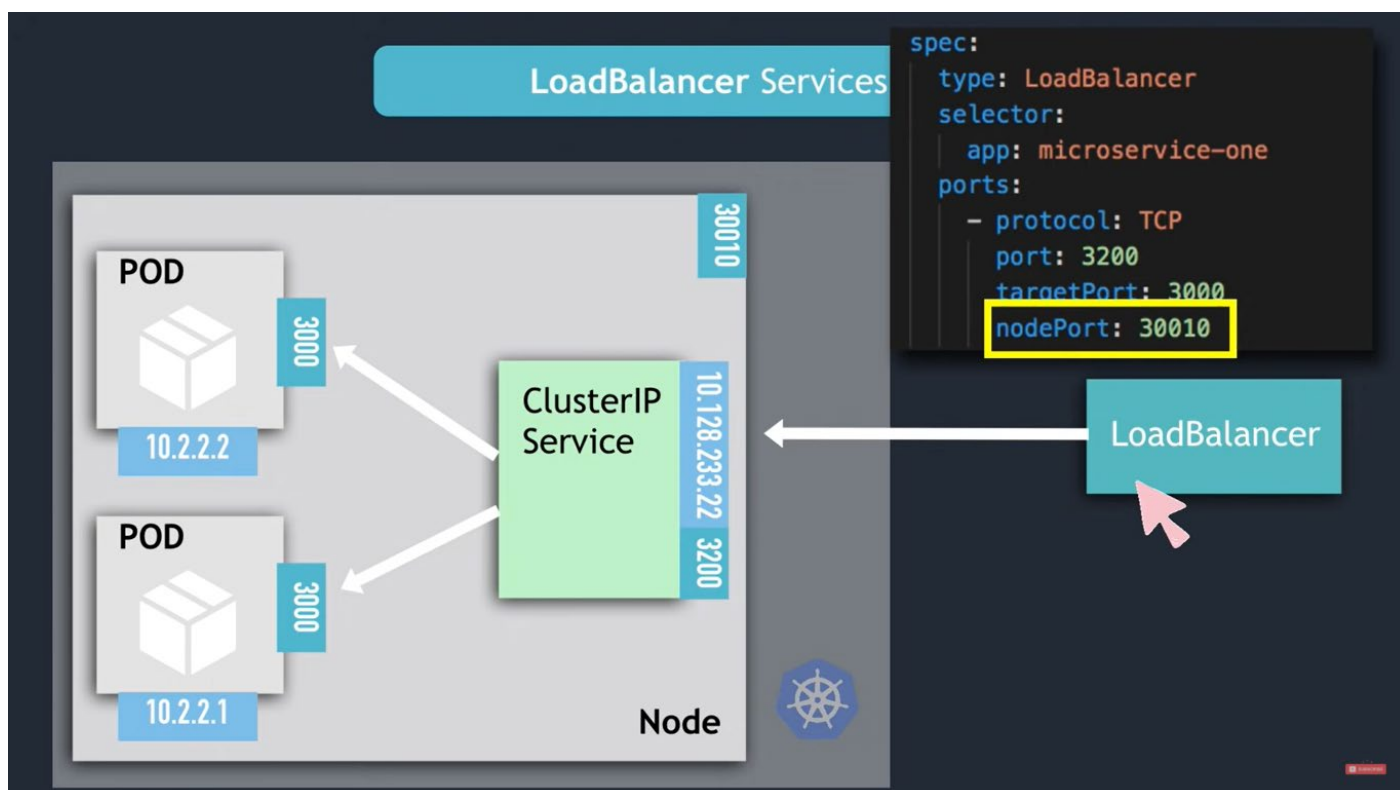 LoadBalancer Services
spec:
type: LoadBalancer
selector:
app: microservice-one
ports:
- protocol: TCP
port: 3200
targetPort: 3000
nodePort: 30010
30010
POD
3000
10.2.2.2
ClusterIP
Service
10.128.233.22
3200
LoadBalancer
POD
3000
10.2.2.1
Node